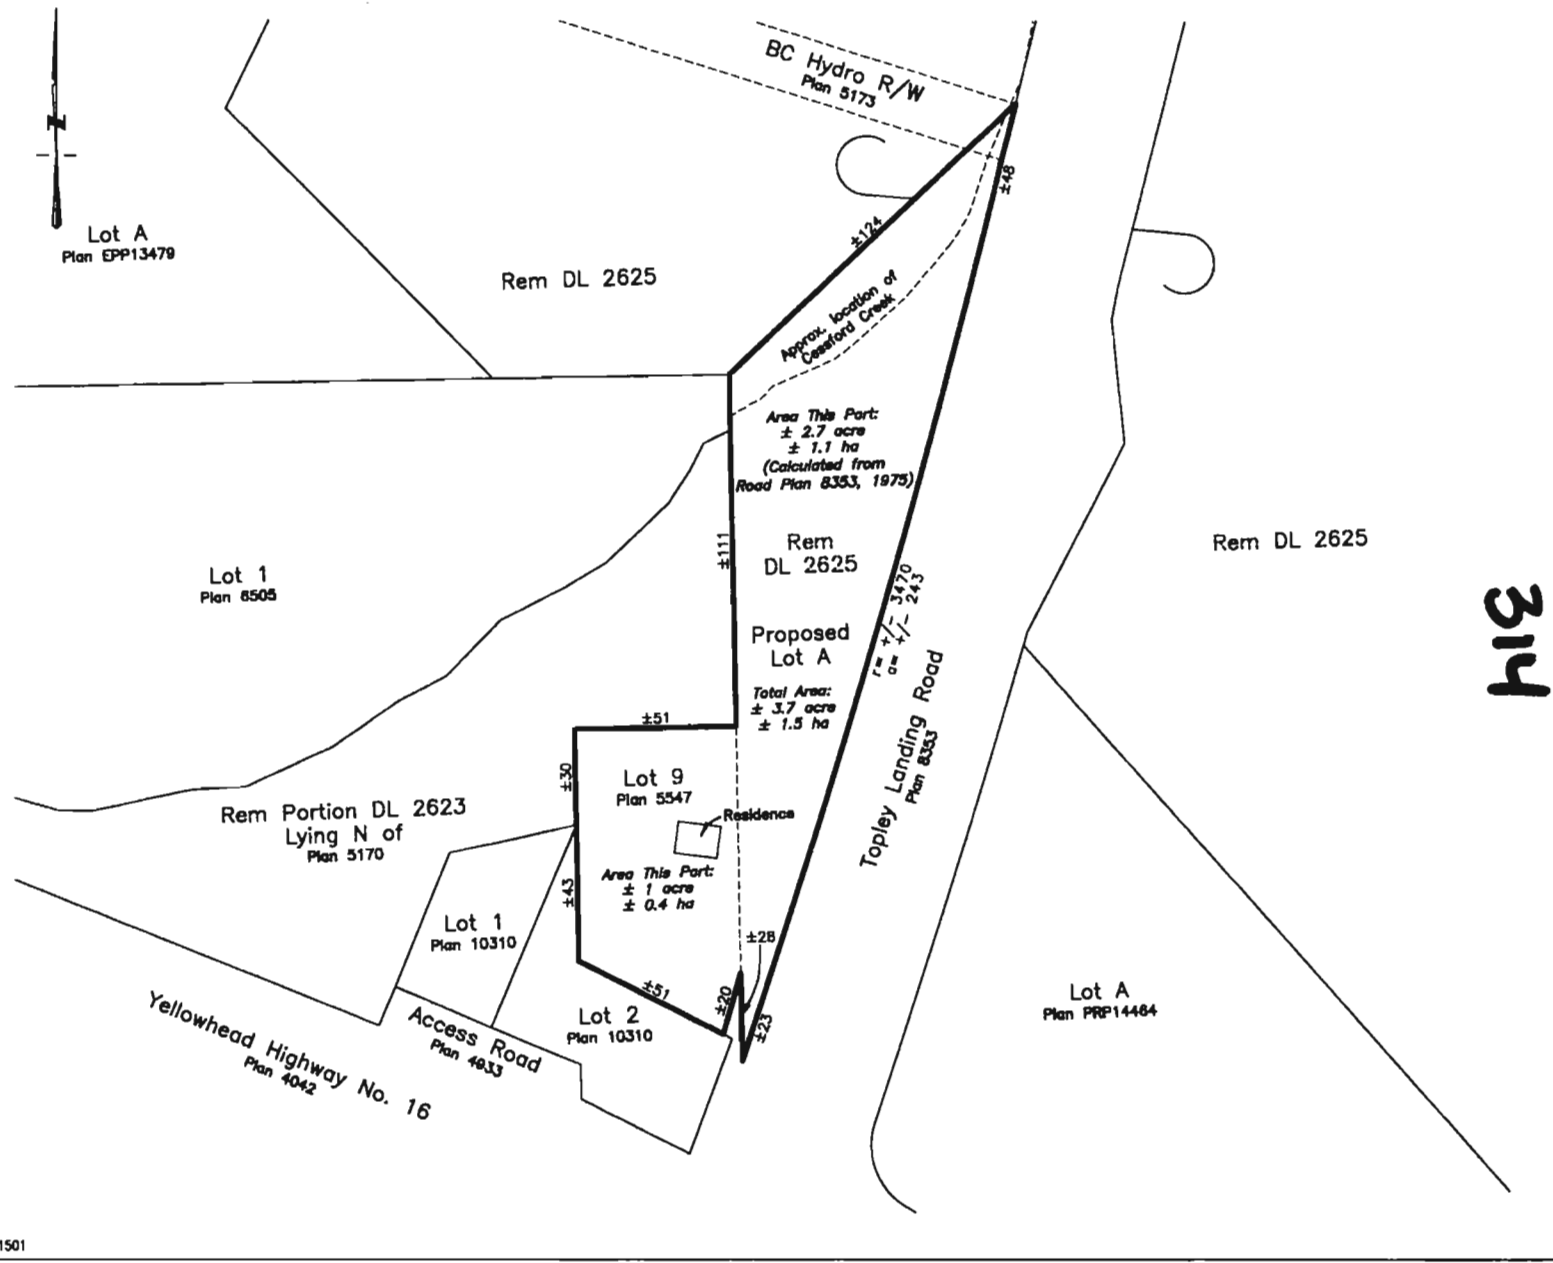 BC Hydro R/W
Plan 5173
N
Lot A
Plan EPP13479
Rem DL 2625
±48
±124
Approx. location of
Cessford Creek
Area This Part:
± 2.7 acre
± 1.1 ha
(Calculated from
Road Plan 8353, 1975)
±111
Rem
DL 2625
Rem DL 2625
Lot 1
Plan 6505
r= +/- 3470
a= +/- 243
314
Proposed
Lot A
Total Area:
± 3.7 acre
± 1.5 ha
Topley Landing Road
Plan 8353
±51
±30
Lot 9
Plan 5547
Residence
Rem Portion DL 2623
Lying N of
Plan 5170
Area This Part:
± 1 acre
± 0.4 ha
±43
Lot 1
Plan 10310
±28
±51
±20
±23
Lot 2
Plan 10310
Lot A
Plan PRP14464
Access Road
Plan 4933
Yellowhead Highway No. 16
Plan 4042
1501